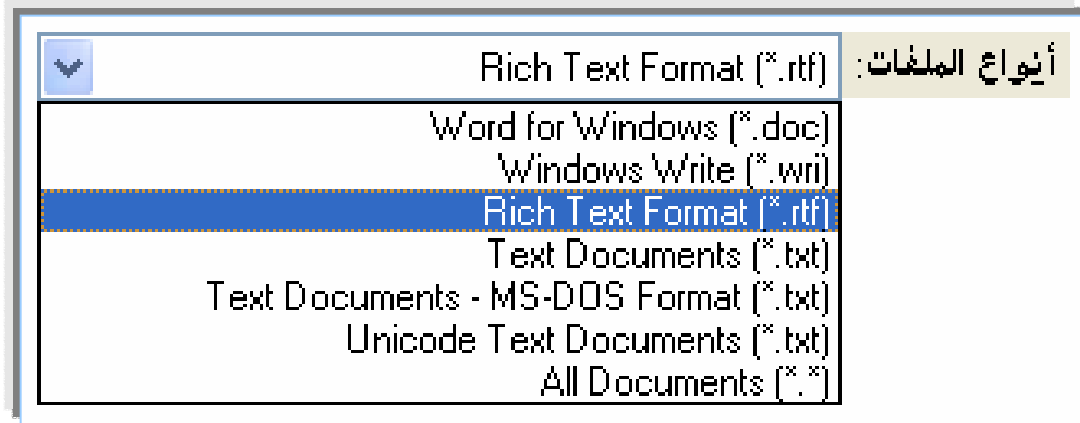 أنواع الملفات: Rich Text Format (*.rtf)
Word for Windows (*.doc)
Windows Write (*.wri)
Rich Text Format (*.rtf)
Text Documents (*.txt)
Text Documents - MS-DOS Format (*.txt)
Unicode Text Documents (*.txt)
All Documents (*.*)